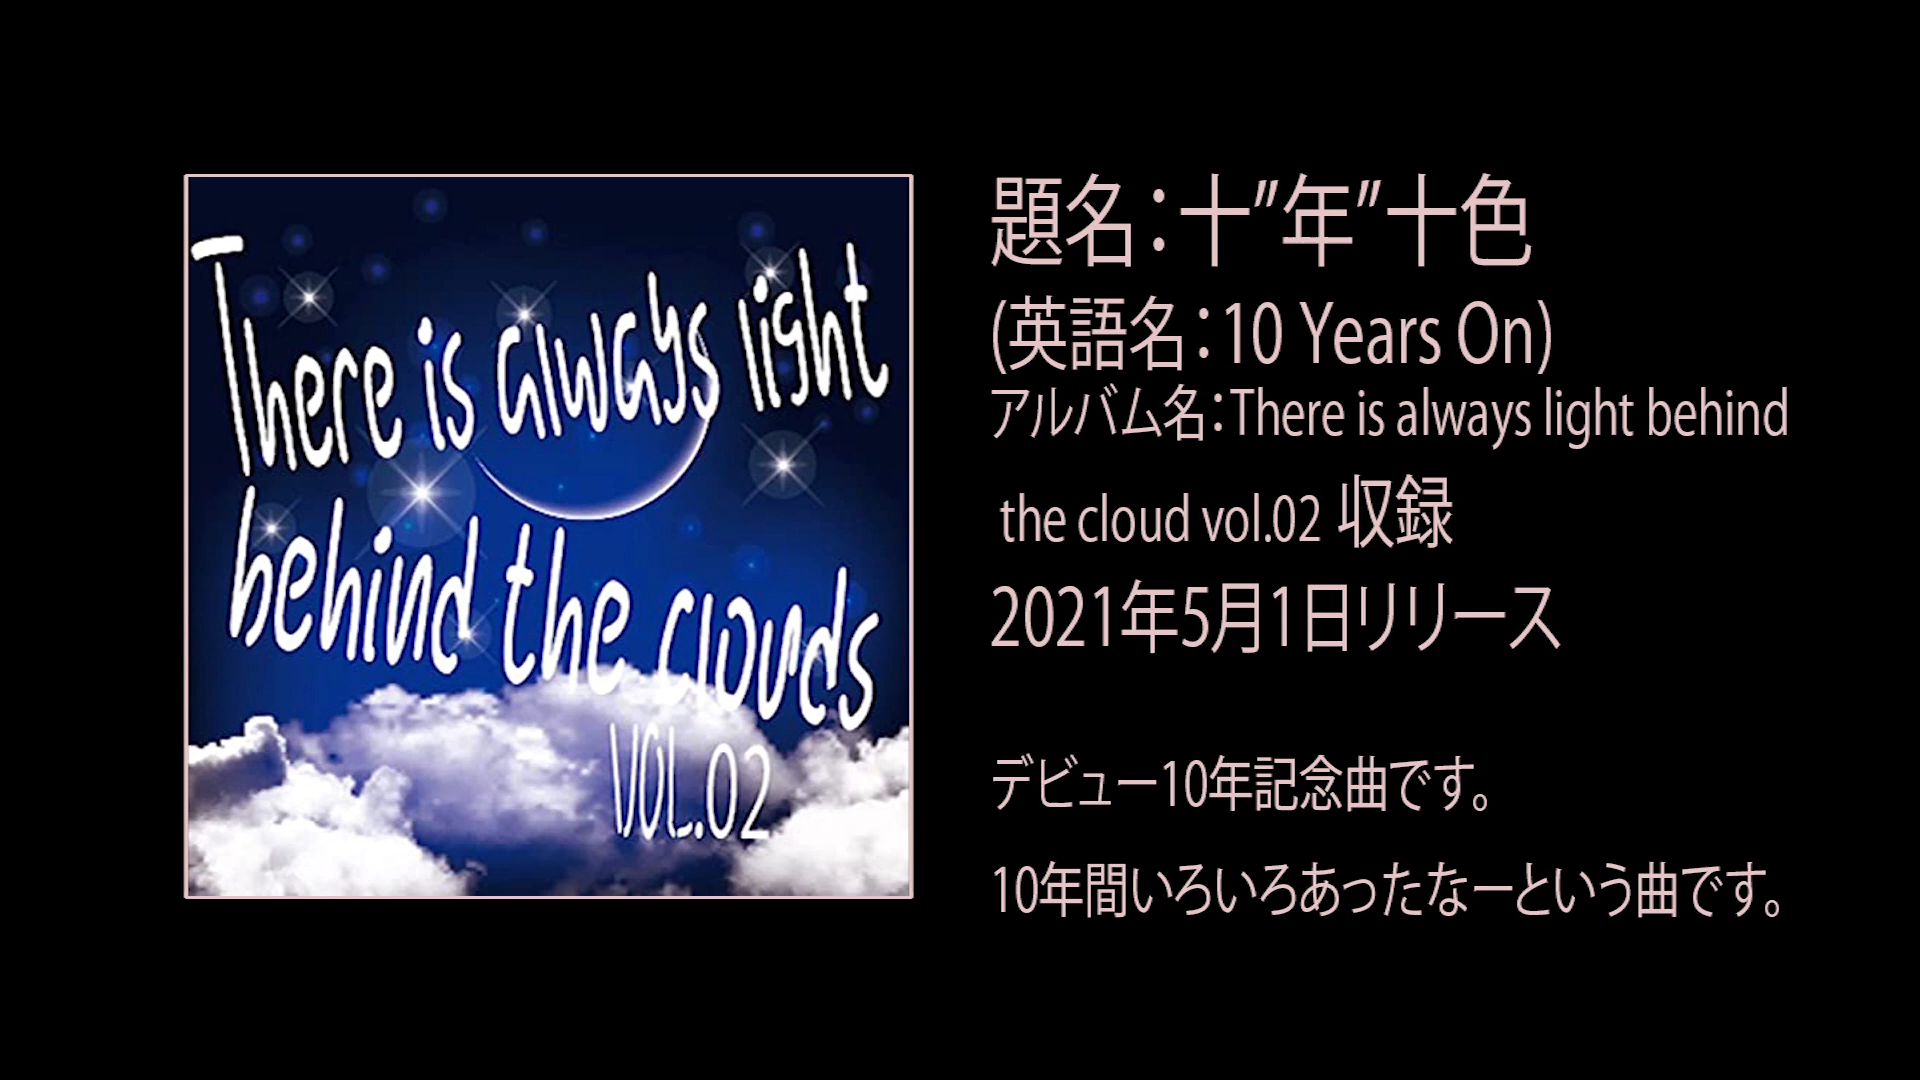 There is always light
behind the clouds
VOL.02
題名：十”年”十色
(英語名：10 Years On)
アルバム名：There is always light behind
the cloud vol.02 収録
2021年5月1日リリース
デビュー10年記念曲です。
10年間いろいろあったなーという曲です。